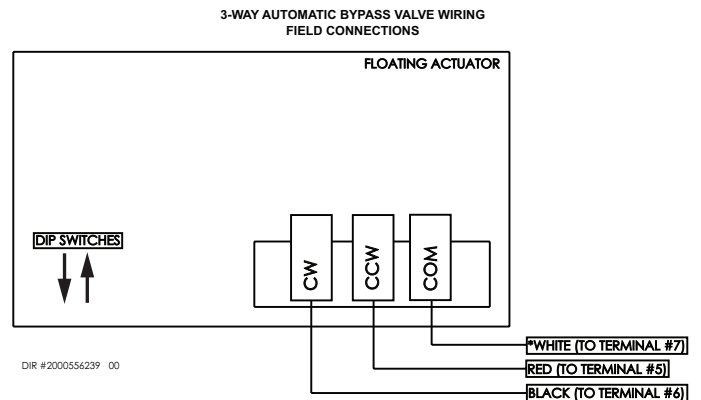 3-WAY AUTOMATIC BYPASS VALVE WIRING
FIELD CONNECTIONS
FLOATING ACTUATOR
DIP SWITCHES
CW
CCW
COM
*WHITE (TO TERMINAL #7)
RED (TO TERMINAL #5)
BLACK (TO TERMINAL #6)
DIR #2000556239 00